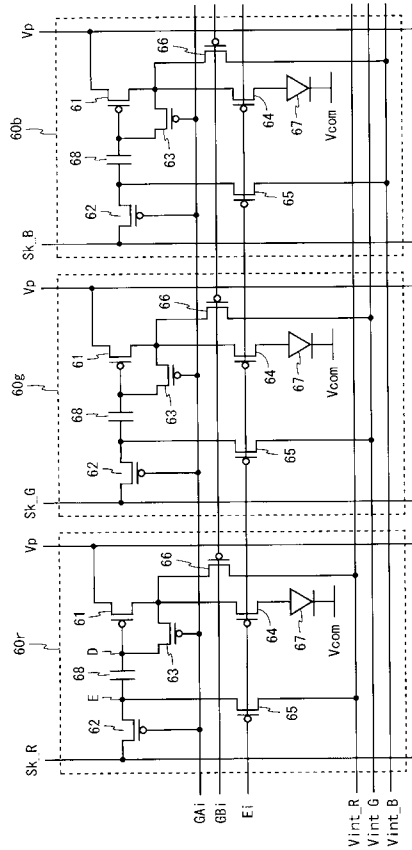 60r
60g
60b
Sk_R
Vp
Sk_G
Vp
Sk_B
Vp
62
68
61
E
D
63
66
64
65
67
Vcom
62
68
61
63
66
64
65
67
Vcom
62
68
61
63
66
64
65
67
Vcom
GAi
GBi
Ei
Vint_R
Vint_G
Vint_B